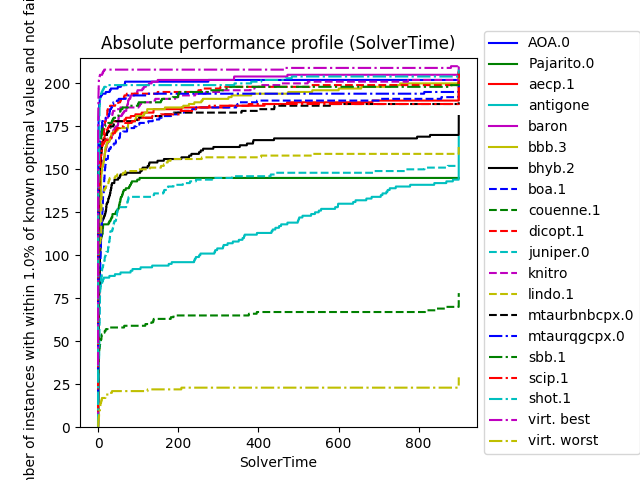 Absolute performance profile (SolverTime)
of instances with within 1.0% of known optimal value and not
200
175
150
125
100
75
50
25
0
0 200 400 600 800
SolverTime
AOA.0
Pajarito.0
aecp.1
antigone
baron
bbb.3
bhyb.2
boa.1
couenne.1
dicopt.1
juniper.0
knitro
lindo.1
mtaurbnbcpx.0
mtaurqgcpx.0
sbb.1
scip.1
shot.1
virt. best
virt. worst